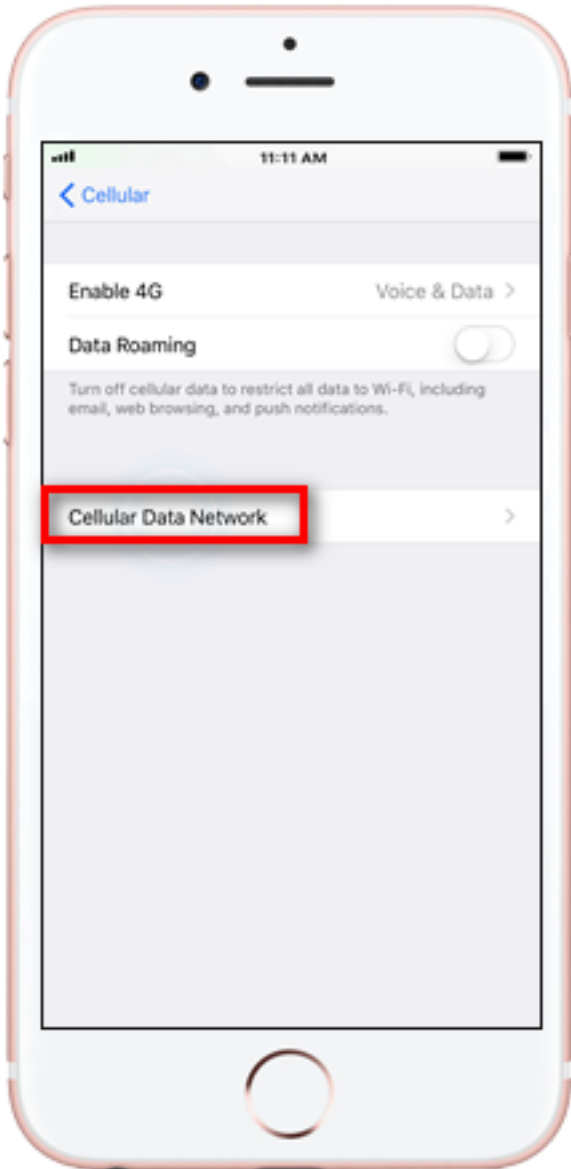 11:11 AM
Cellular
Enable 4G Voice & Data
Data Roaming
Turn off cellular data to restrict all data to Wi-Fi, including
email, web browsing, and push notifications.
Cellular Data Network